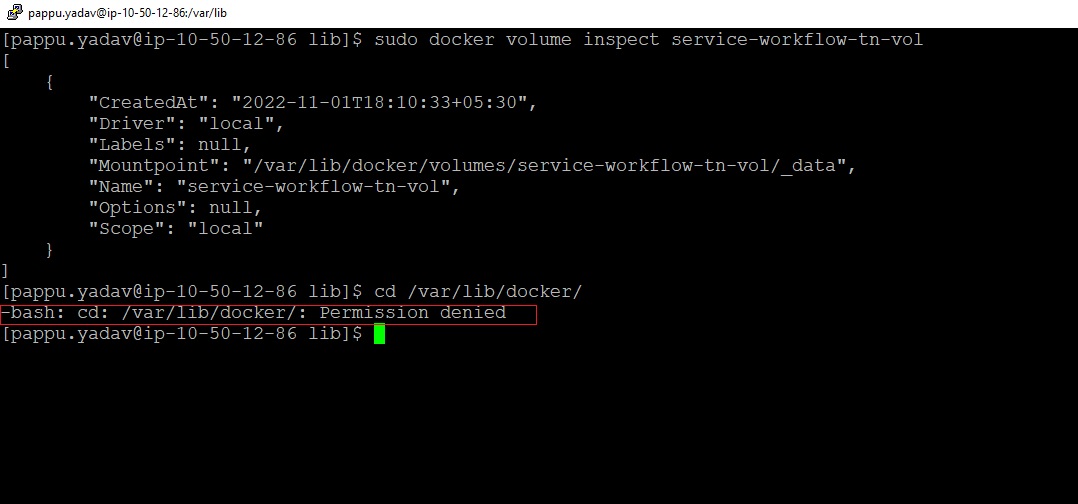 pappu.yadav@ip-10-50-12-86:/var/lib
[pappu.yadav@ip-10-50-12-86 lib]$ sudo docker volume inspect service-workflow-tn-vol
[
    {
        "CreatedAt": "2022-11-01T18:10:33+05:30",
        "Driver": "local",
        "Labels": null,
        "Mountpoint": "/var/lib/docker/volumes/service-workflow-tn-vol/_data",
        "Name": "service-workflow-tn-vol",
        "Options": null,
        "Scope": "local"
    }
]
[pappu.yadav@ip-10-50-12-86 lib]$ cd /var/lib/docker/
-bash: cd: /var/lib/docker/: Permission denied
[pappu.yadav@ip-10-50-12-86 lib]$